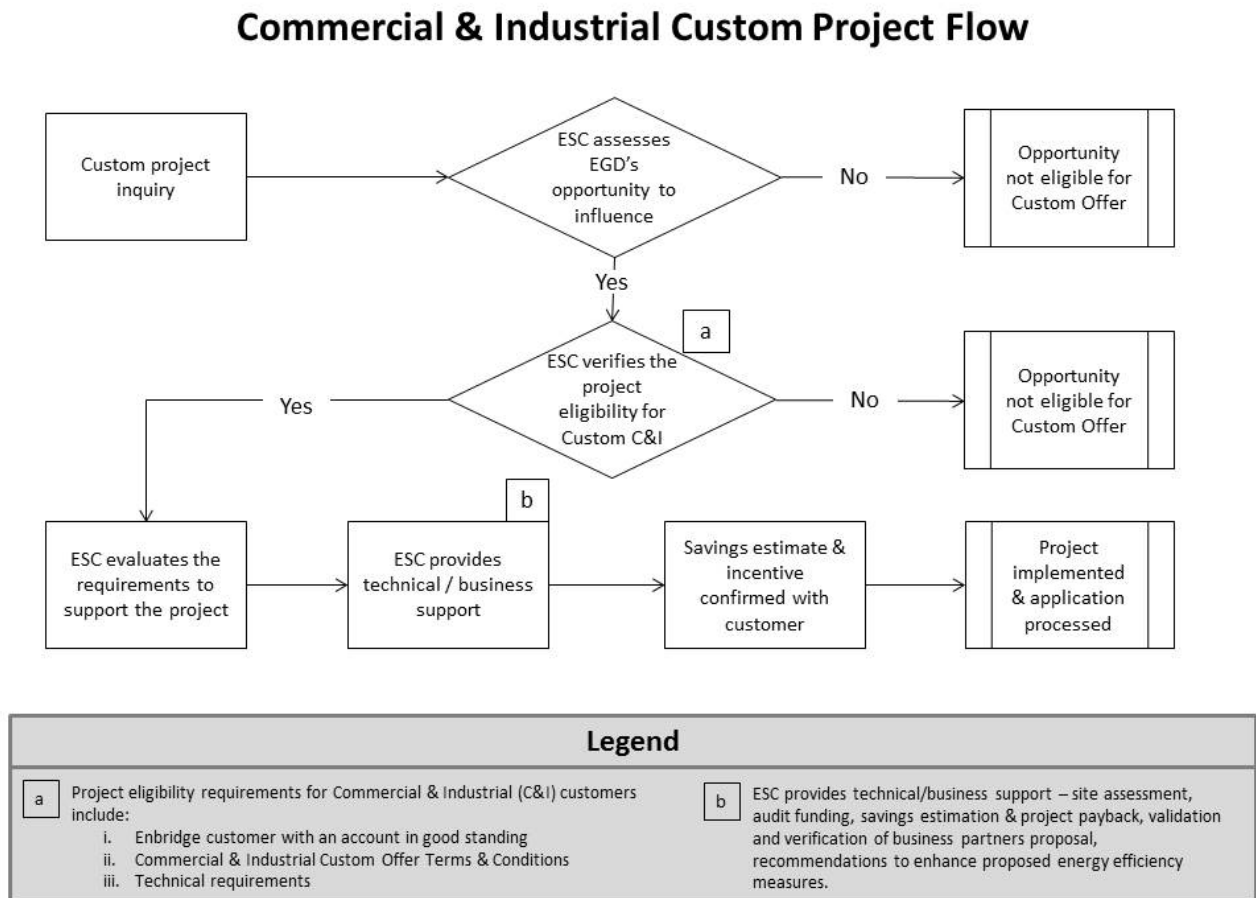 Commercial & Industrial Custom Project Flow
Custom project
inquiry
ESC assesses
EGD's
opportunity to
influence
No
Opportunity
not eligible for
Custom Offer
Yes
a
ESC verifies the
project
eligibility for
Custom C&I
No
Opportunity
not eligible for
Custom Offer
Yes
b
ESC evaluates the
requirements to
support the project
ESC provides
technical / business
support
Savings estimate &
incentive
confirmed with
customer
Project
implemented
& application
processed
Legend
a
Project eligibility requirements for Commercial & Industrial (C&I) customers
include:
i. Enbridge customer with an account in good standing
ii. Commercial & Industrial Custom Offer Terms & Conditions
iii. Technical requirements
b
ESC provides technical/business support – site assessment,
audit funding, savings estimation & project payback, validation
and verification of business partners proposal,
recommendations to enhance proposed energy efficiency
measures.